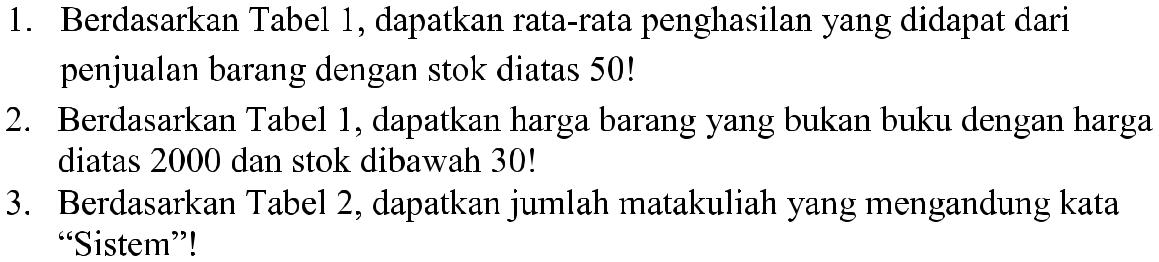 1. Berdasarkan Tabel 1, dapatkan rata-rata penghasilan yang didapat dari
penjualan barang dengan stok diatas 50!
2. Berdasarkan Tabel 1, dapatkan harga barang yang bukan buku dengan harga
diatas 2000 dan stok dibawah 30!
3. Berdasarkan Tabel 2, dapatkan jumlah matakuliah yang mengandung kata
“Sistem”!